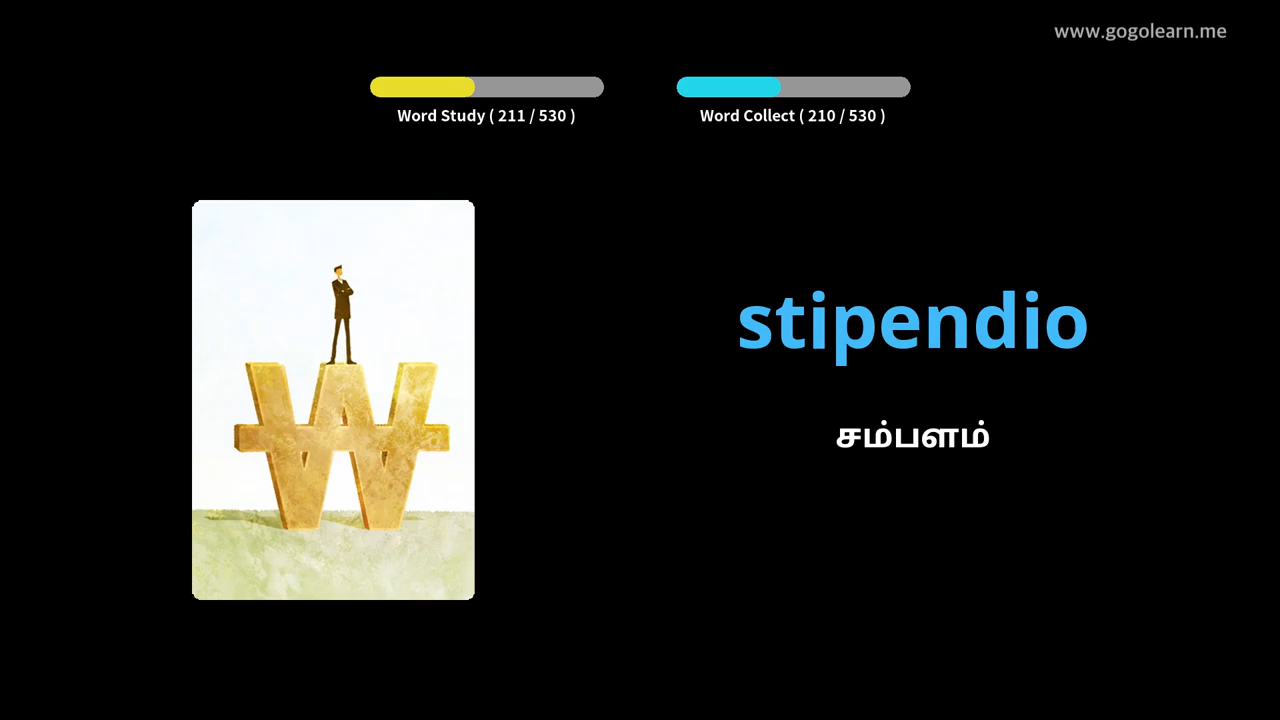 www.gogolearn.me
Word Study ( 211 / 530 )
Word Collect ( 210 / 530 )
stipendio
சம்பளம்